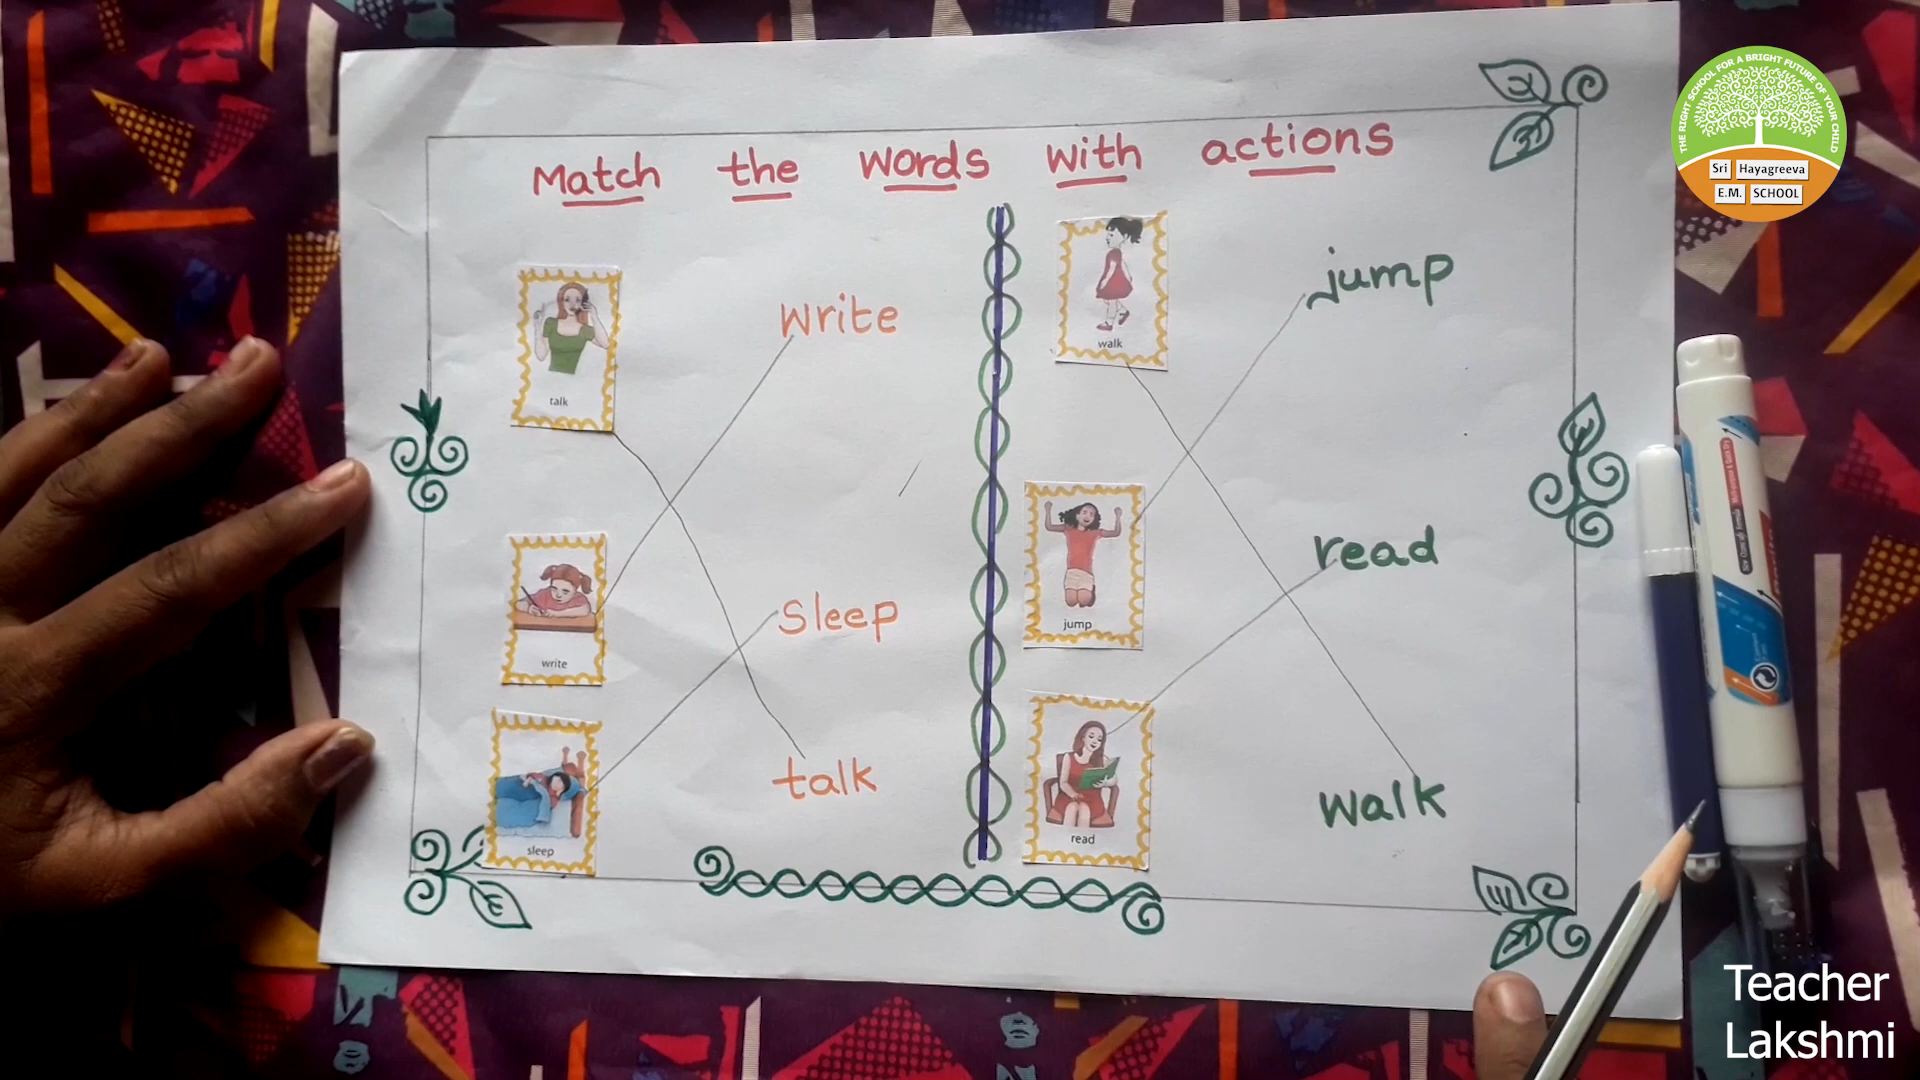 Match the words with actions
talk
write
write
sleep
sleep
talk
walk
jump
jump
read
read
walk
THE RIGHT SCHOOL FOR A BRIGHT FUTURE OF YOUR CHILD
Sri Hayagreeva
E.M. SCHOOL
Teacher
Lakshmi